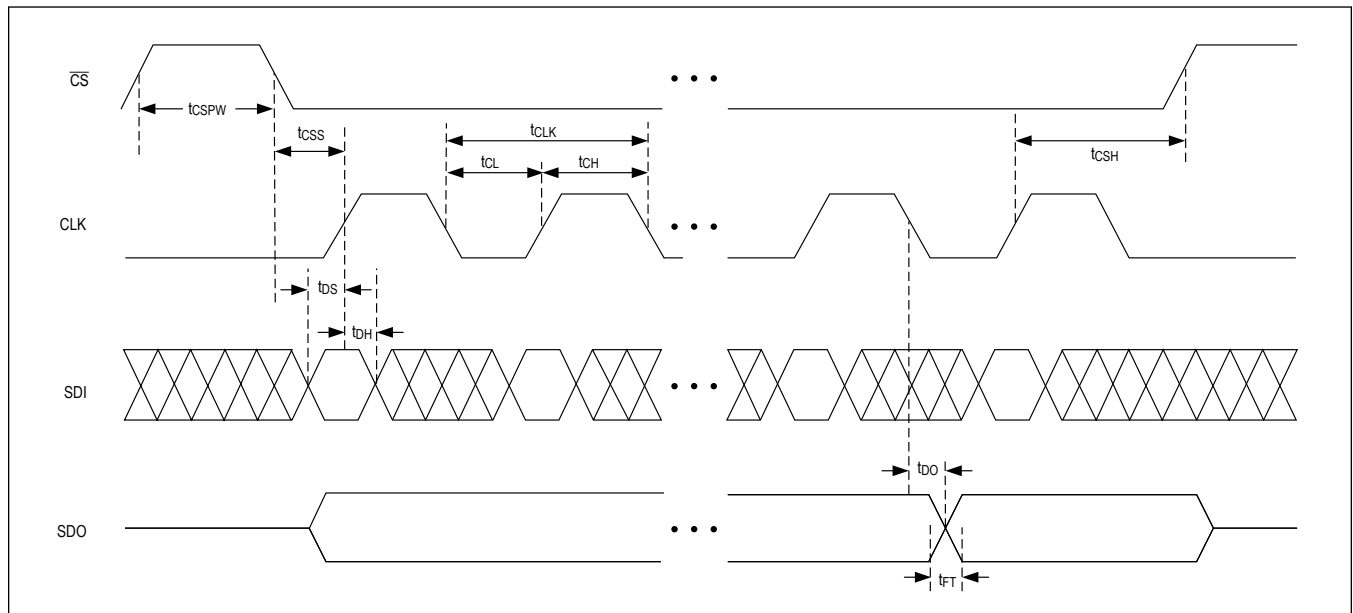 CS
tCSPW
tCSS
tCLK
tCL
tCH
tCSH
CLK
tDS
tDH
SDI
tDO
SDO
tFT